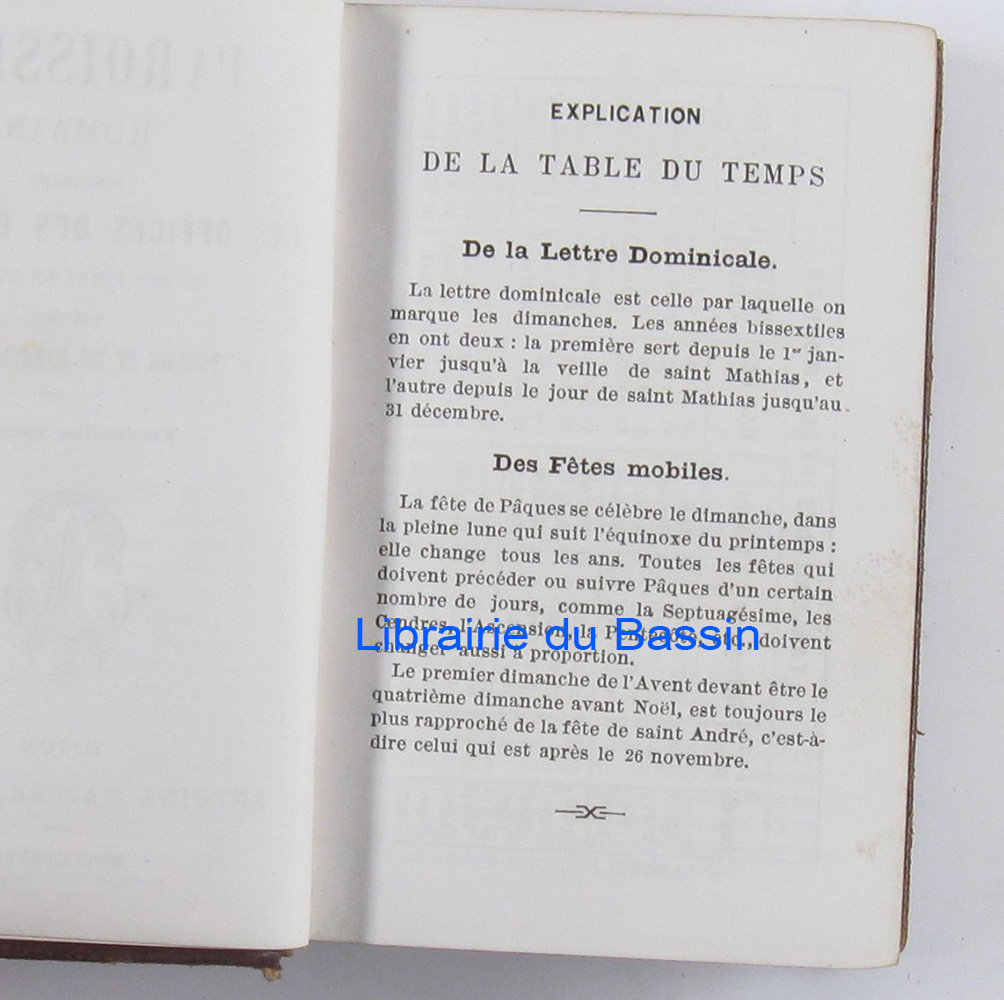 EXPLICATION
DE LA TABLE DU TEMPS
De la Lettre Dominicale.
La lettre dominicale est celle par laquelle on
marque les dimanches. Les années bissextiles
en ont deux : la première sert depuis le 1er jan-
vier jusqu'à la veille de saint Mathias, et
l'autre depuis le jour de saint Mathias jusqu'au
31 décembre.
Des Fêtes mobiles.
La fête de Pâques se célèbre le dimanche, dans
la pleine lune qui suit l'équinoxe du printemps :
elle change tous les ans. Toutes les fêtes qui
doivent précéder ou suivre Pâques d'un certain
nombre de jours, comme la Septuagésime, les
Cendres, l'Ascension, la Pentecôte, etc., doivent
changer aussi à proportion.
Le premier dimanche de l'Avent devant être le
quatrième dimanche avant Noël, est toujours le
plus rapproché de la fête de saint André, c'est-à-
dire celui qui est après le 26 novembre.
Librairie du Bassin